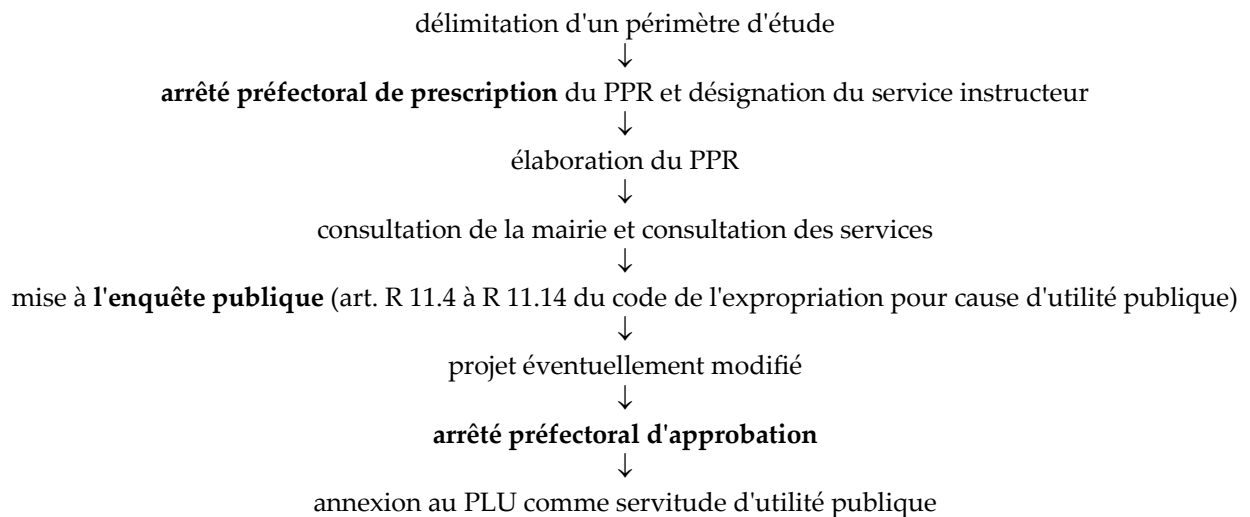 délimitation d'un périmètre d'étude
↓
arrêté préfectoral de prescription du PPR et désignation du service instructeur
↓
élaboration du PPR
↓
consultation de la mairie et consultation des services
↓
mise à l'enquête publique (art. R 11.4 à R 11.14 du code de l'expropriation pour cause d'utilité publique)
↓
projet éventuellement modifié
↓
arrêté préfectoral d'approbation
↓
annexion au PLU comme servitude d'utilité publique